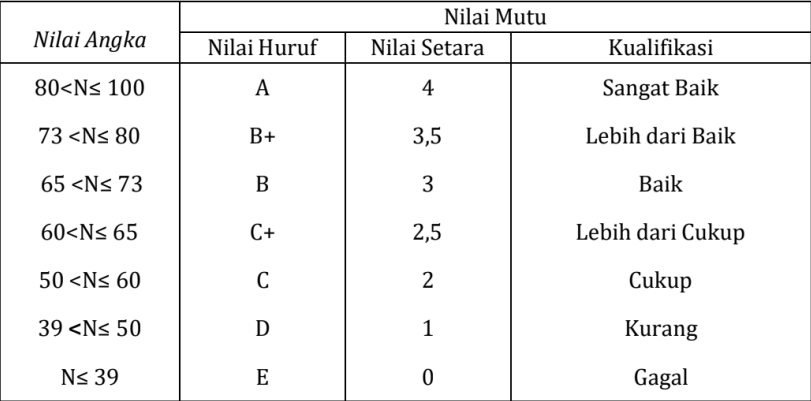 Nilai Angka Nilai Mutu
Nilai Huruf Nilai Setara Kualifikasi
80<N≤ 100 A 4 Sangat Baik
73 <N≤ 80 B+ 3,5 Lebih dari Baik
65 <N≤ 73 B 3 Baik
60<N≤ 65 C+ 2,5 Lebih dari Cukup
50 <N≤ 60 C 2 Cukup
39 <N≤ 50 D 1 Kurang
N≤ 39 E 0 Gagal